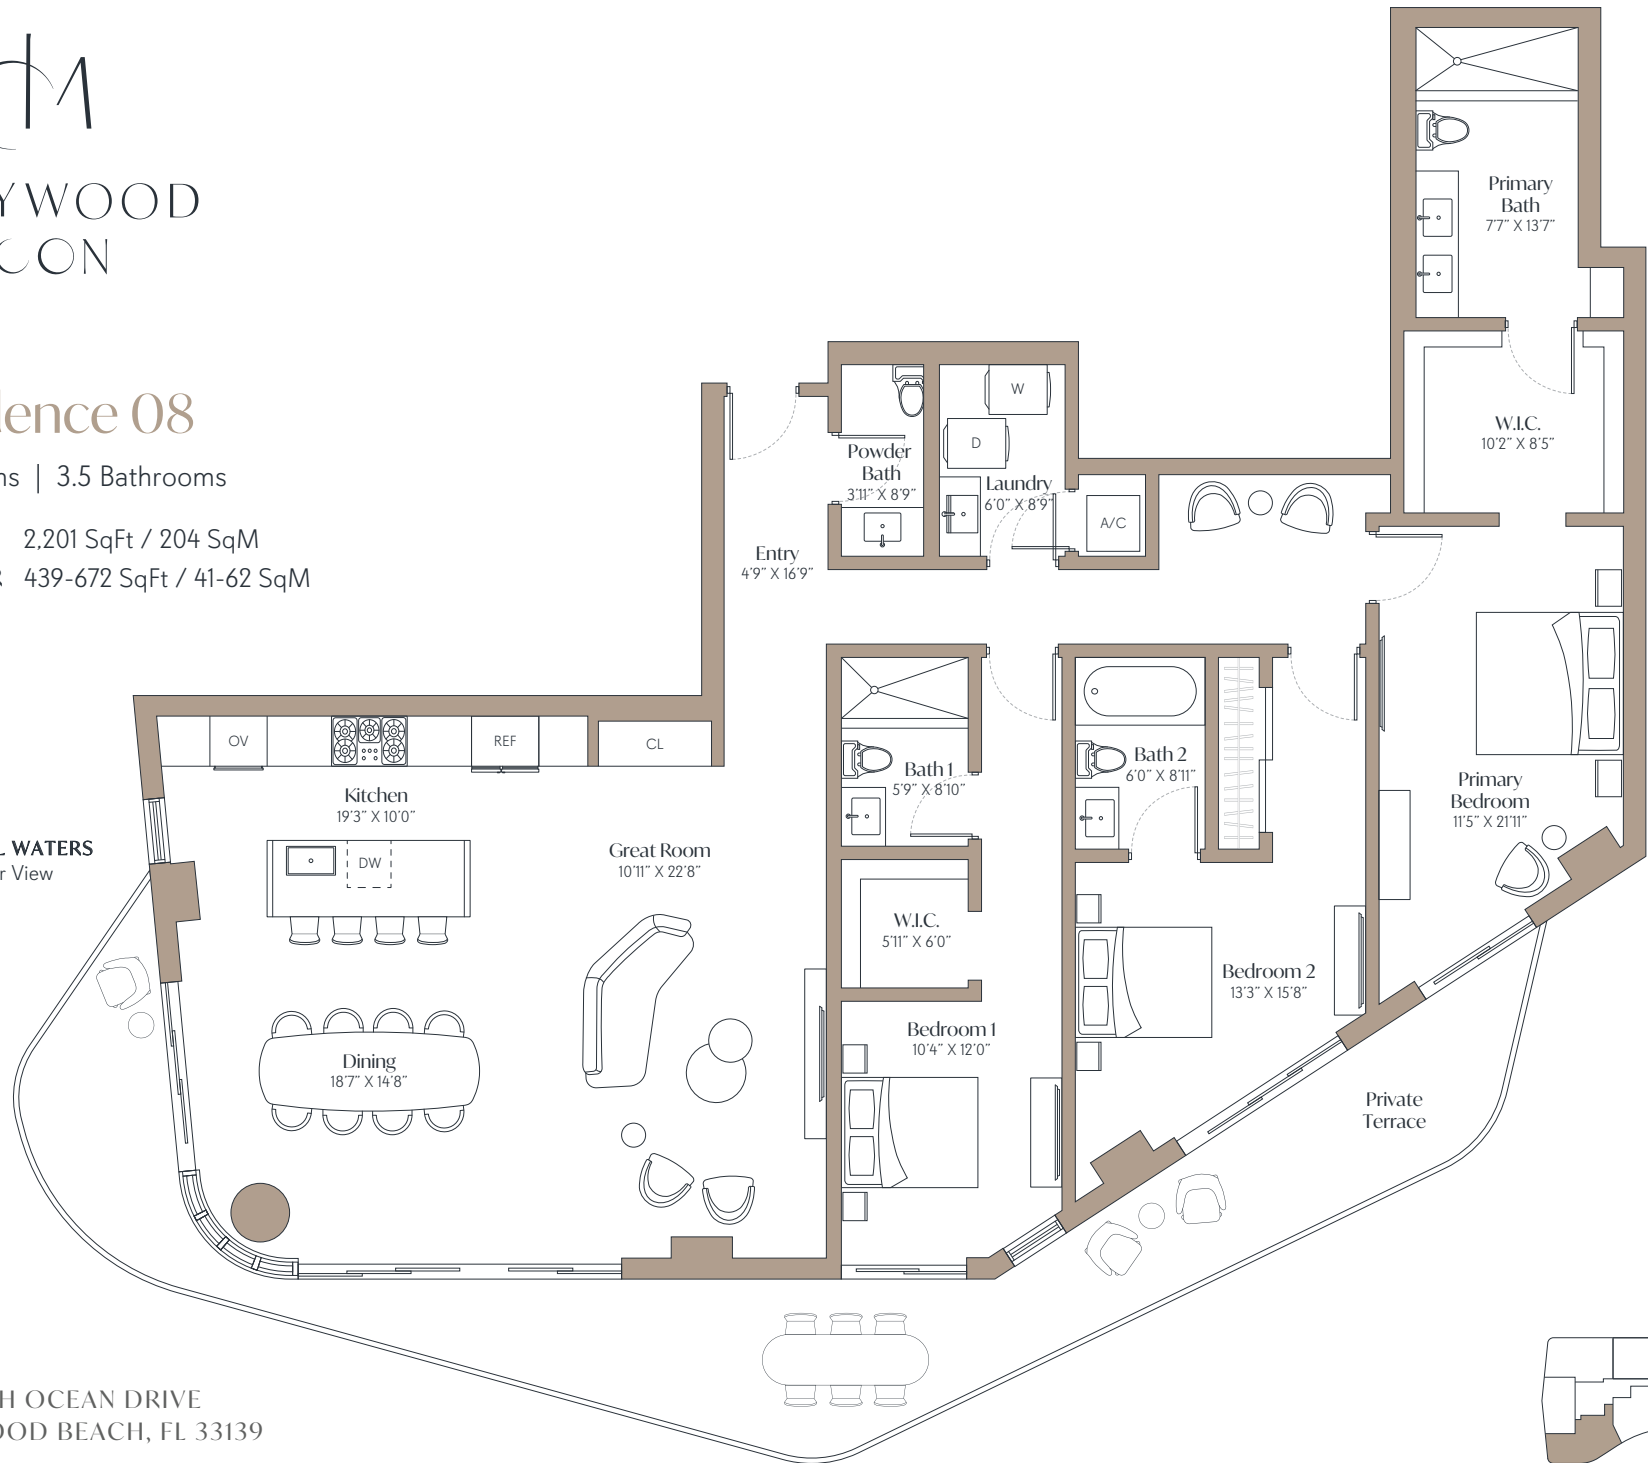 YWOOD
CON
dence 08
ns | 3.5 Bathrooms
2,201 SqFt / 204 SqM
439-672 SqFt / 41-62 SqM
L WATERS
r View
Primary
Bath
7'7" X 13'7"
W.I.C.
10'2" X 8'5"
W
D
Powder
Bath
3'11" X 8'9"
Laundry
6'0" X 8'9"
A/C
Entry
4'9" X 16'9"
OV
REF
CL
Kitchen
19'3" X 10'0"
DW
Great Room
10'11" X 22'8"
Bath 1
5'9" X 8'10"
Bath 2
6'0" X 8'11"
Primary
Bedroom
11'5" X 21'11"
W.I.C.
5'11" X 6'0"
Bedroom 2
13'3" X 15'8"
Bedroom 1
10'4" X 12'0"
Dining
18'7" X 14'8"
Private
Terrace
H OCEAN DRIVE
OOD BEACH, FL 33139